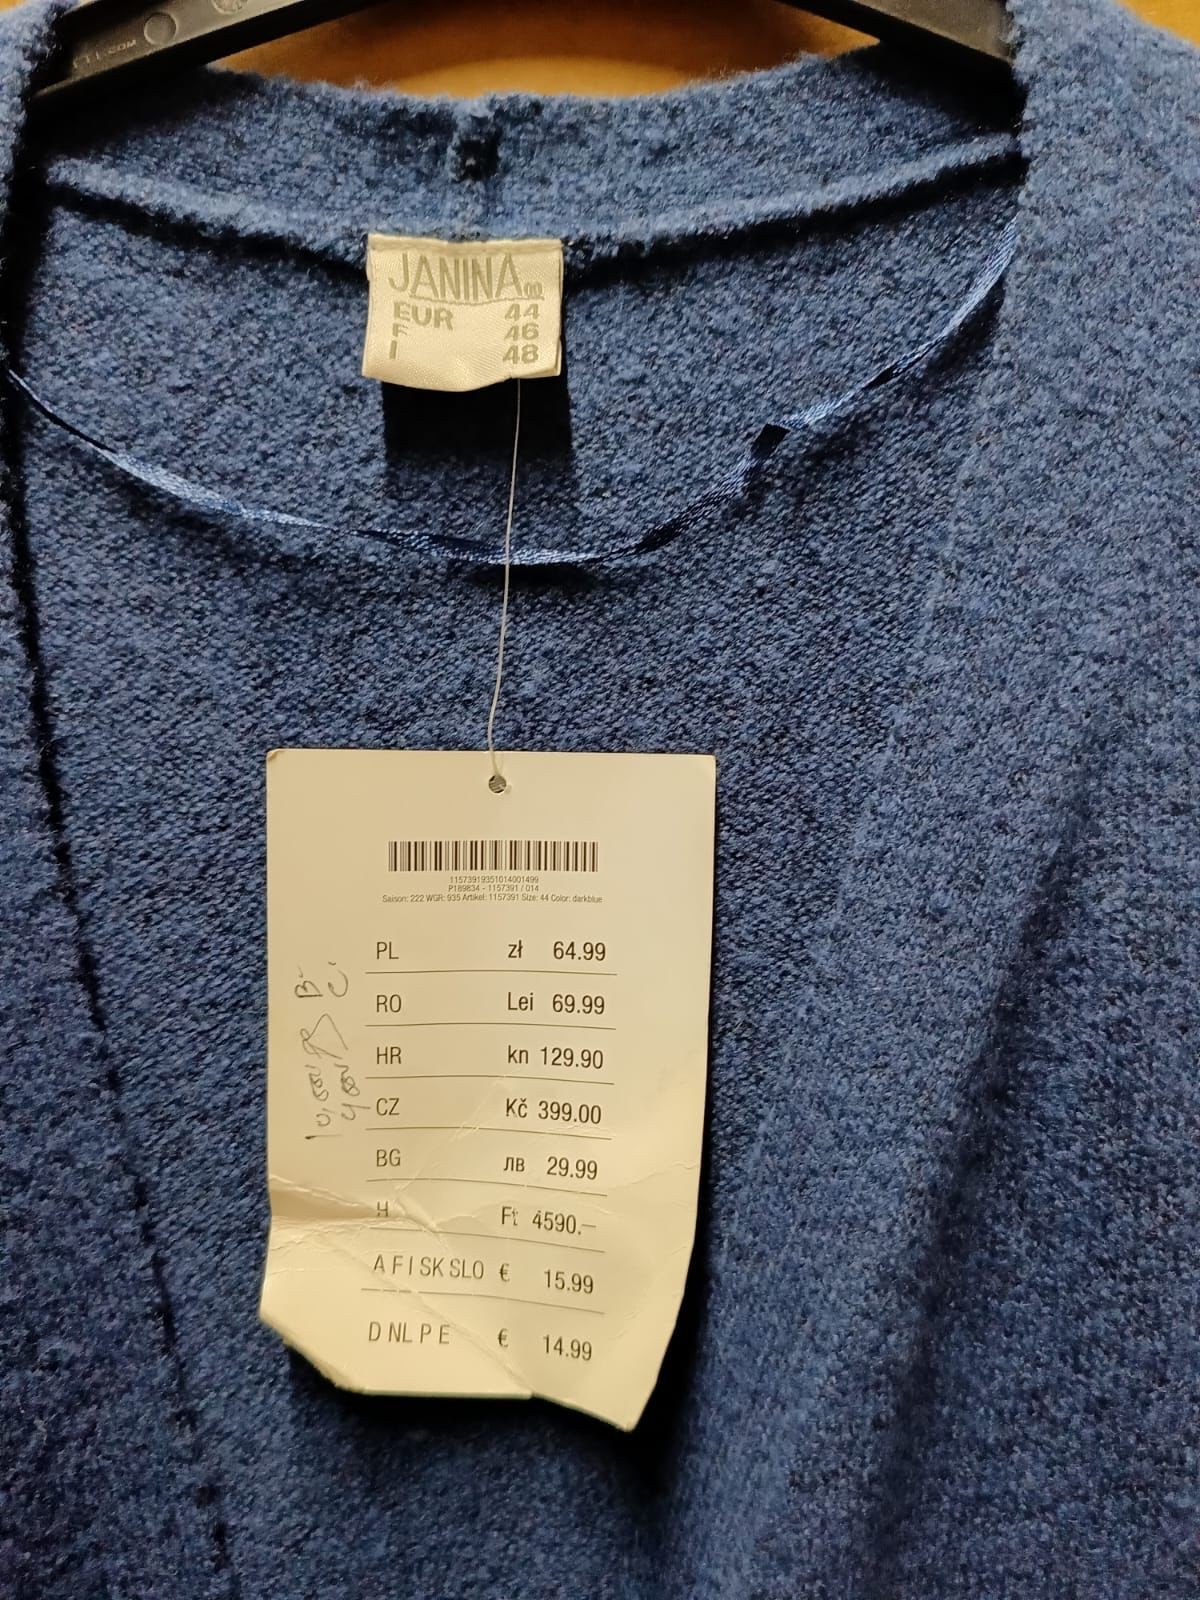 TTI.COM
JANINA
EUR 44
F 46
I 48
11573919351014001499
P189834 - 1157391 / 014
Saison: 222 WGR: 935 Artikel: 1157391 Size: 44 Color: darkblue
PL zł 64.99
RO Lei 69.99
HR kn 129.90
CZ Kč 399.00
BG лв 29.99
H Ft 4590.–
A F I SK SLO € 15.99
D NL P E € 14.99